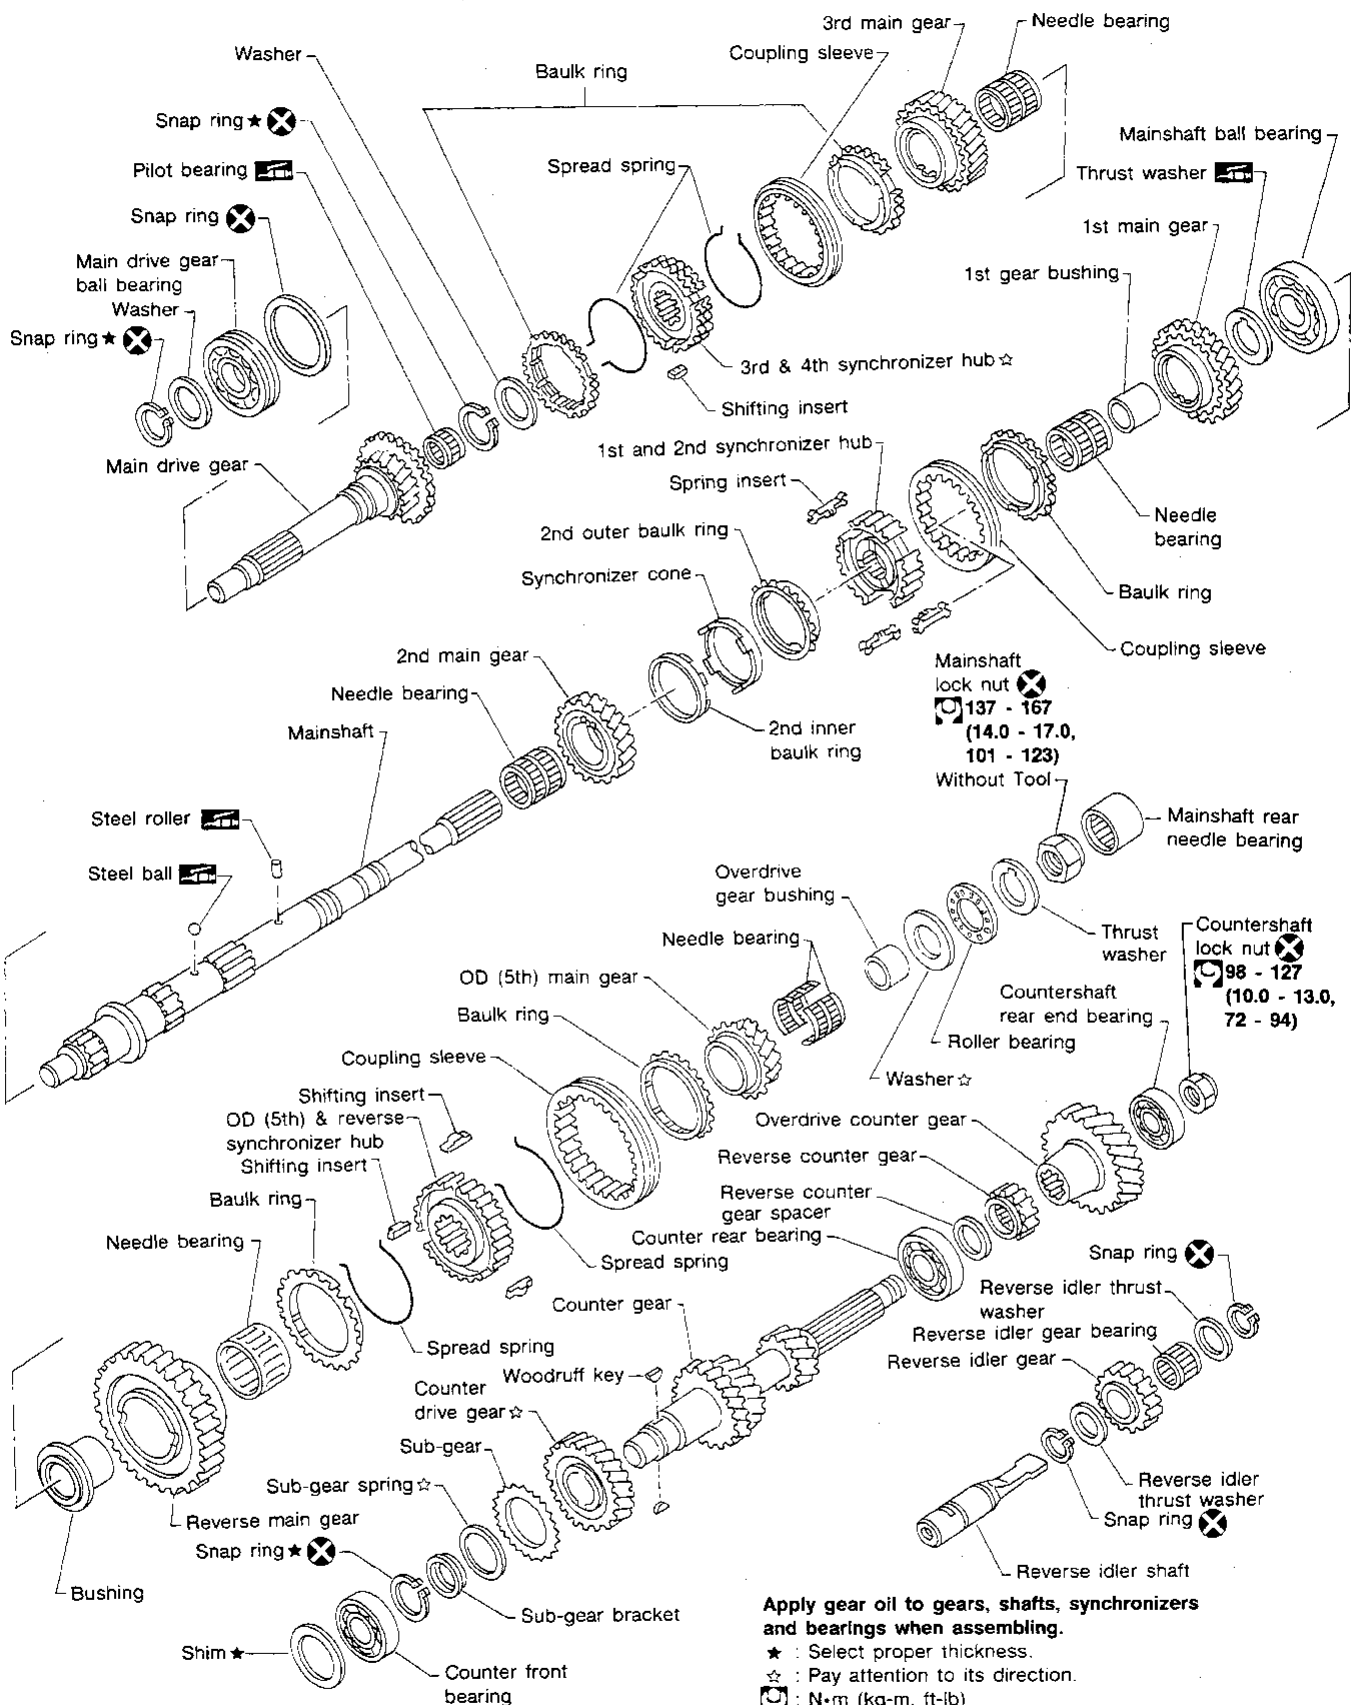 3rd main gear
Needle bearing
Coupling sleeve
Washer
Baulk ring
Snap ring ★
Mainshaft ball bearing
Pilot bearing
Spread spring
Thrust washer
Snap ring
1st main gear
Main drive gear
ball bearing
1st gear bushing
Washer
Snap ring ★
3rd & 4th synchronizer hub ☆
Shifting insert
Main drive gear
1st and 2nd synchronizer hub
Spring insert
Needle
bearing
2nd outer baulk ring
Synchronizer cone
Baulk ring
Coupling sleeve
2nd main gear
Needle bearing
Mainshaft
Mainshaft
lock nut
137 - 167
(14.0 - 17.0,
101 - 123)
Without Tool
2nd inner
baulk ring
Steel roller
Steel ball
Mainshaft rear
needle bearing
Overdrive
gear bushing
Thrust
washer
Countershaft
lock nut
98 - 127
(10.0 - 13.0,
72 - 94)
Needle bearing
OD (5th) main gear
Countershaft
rear end bearing
Baulk ring
Roller bearing
Coupling sleeve
Washer ☆
Shifting insert
OD (5th) & reverse
synchronizer hub
Shifting insert
Overdrive counter gear
Reverse counter gear
Baulk ring
Reverse counter
gear spacer
Counter rear bearing
Needle bearing
Spread spring
Snap ring
Counter gear
Reverse idler thrust
washer
Reverse idler gear bearing
Reverse idler gear
Spread spring
Woodruff key
Counter
drive gear ☆
Sub-gear
Sub-gear spring ☆
Reverse idler
thrust washer
Snap ring
Reverse main gear
Snap ring ★
Reverse idler shaft
Bushing
Sub-gear bracket
Shim ★
Counter front
bearing
Apply gear oil to gears, shafts, synchronizers
and bearings when assembling.
★ : Select proper thickness.
☆ : Pay attention to its direction.
: N•m (kg-m, ft-lb)